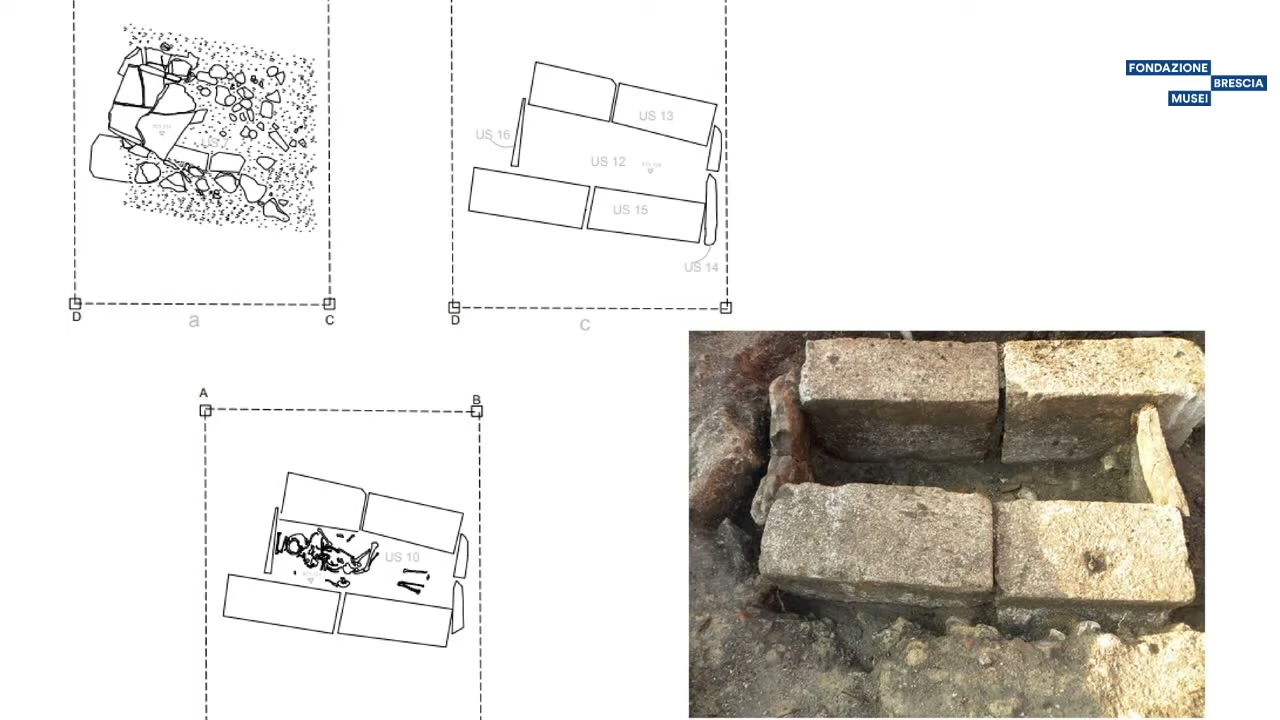 FONDAZIONE
BRESCIA
MUSEI
US 13
US 16
US 12
US 15
US 14
D
C
a
D
c
A
B
US 10